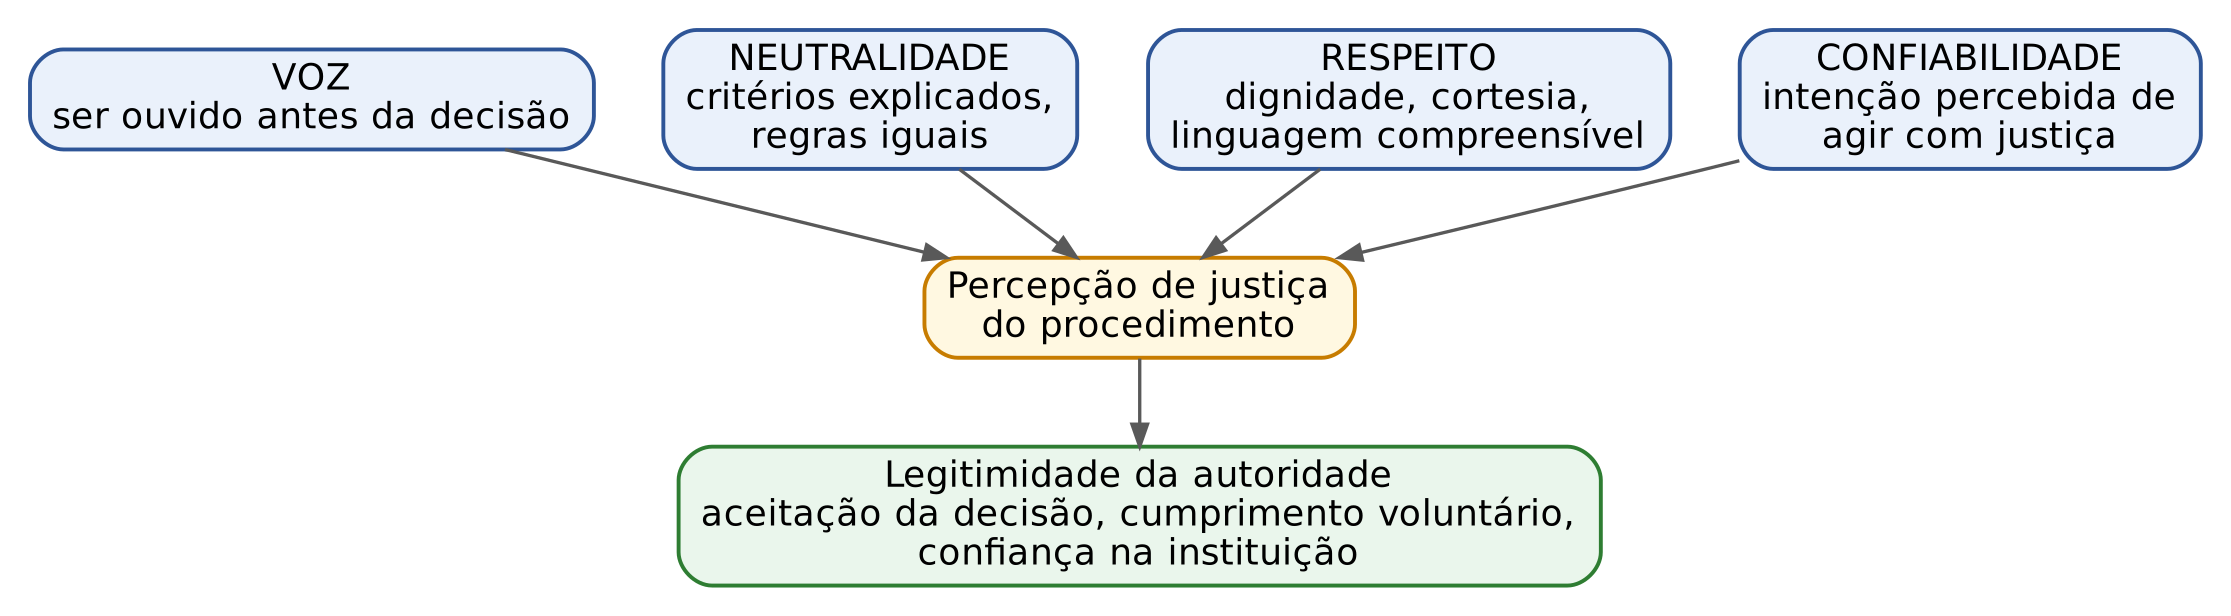 VOZ
ser ouvido antes da decisão
NEUTRALIDADE
critérios explicados,
regras iguais
RESPEITO
dignidade, cortesia,
linguagem compreensível
CONFIABILIDADE
intenção percebida de
agir com justiça
Percepção de justiça
do procedimento
Legitimidade da autoridade
aceitação da decisão, cumprimento voluntário,
confiança na instituição